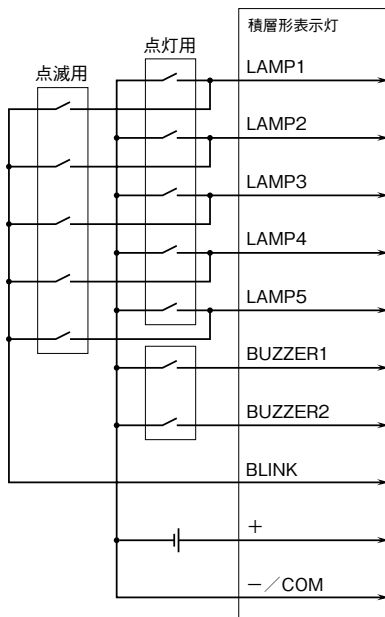 積層形表示灯
点灯用
点滅用
LAMP1
LAMP2
LAMP3
LAMP4
LAMP5
BUZZER1
BUZZER2
BLINK
＋
－／COM